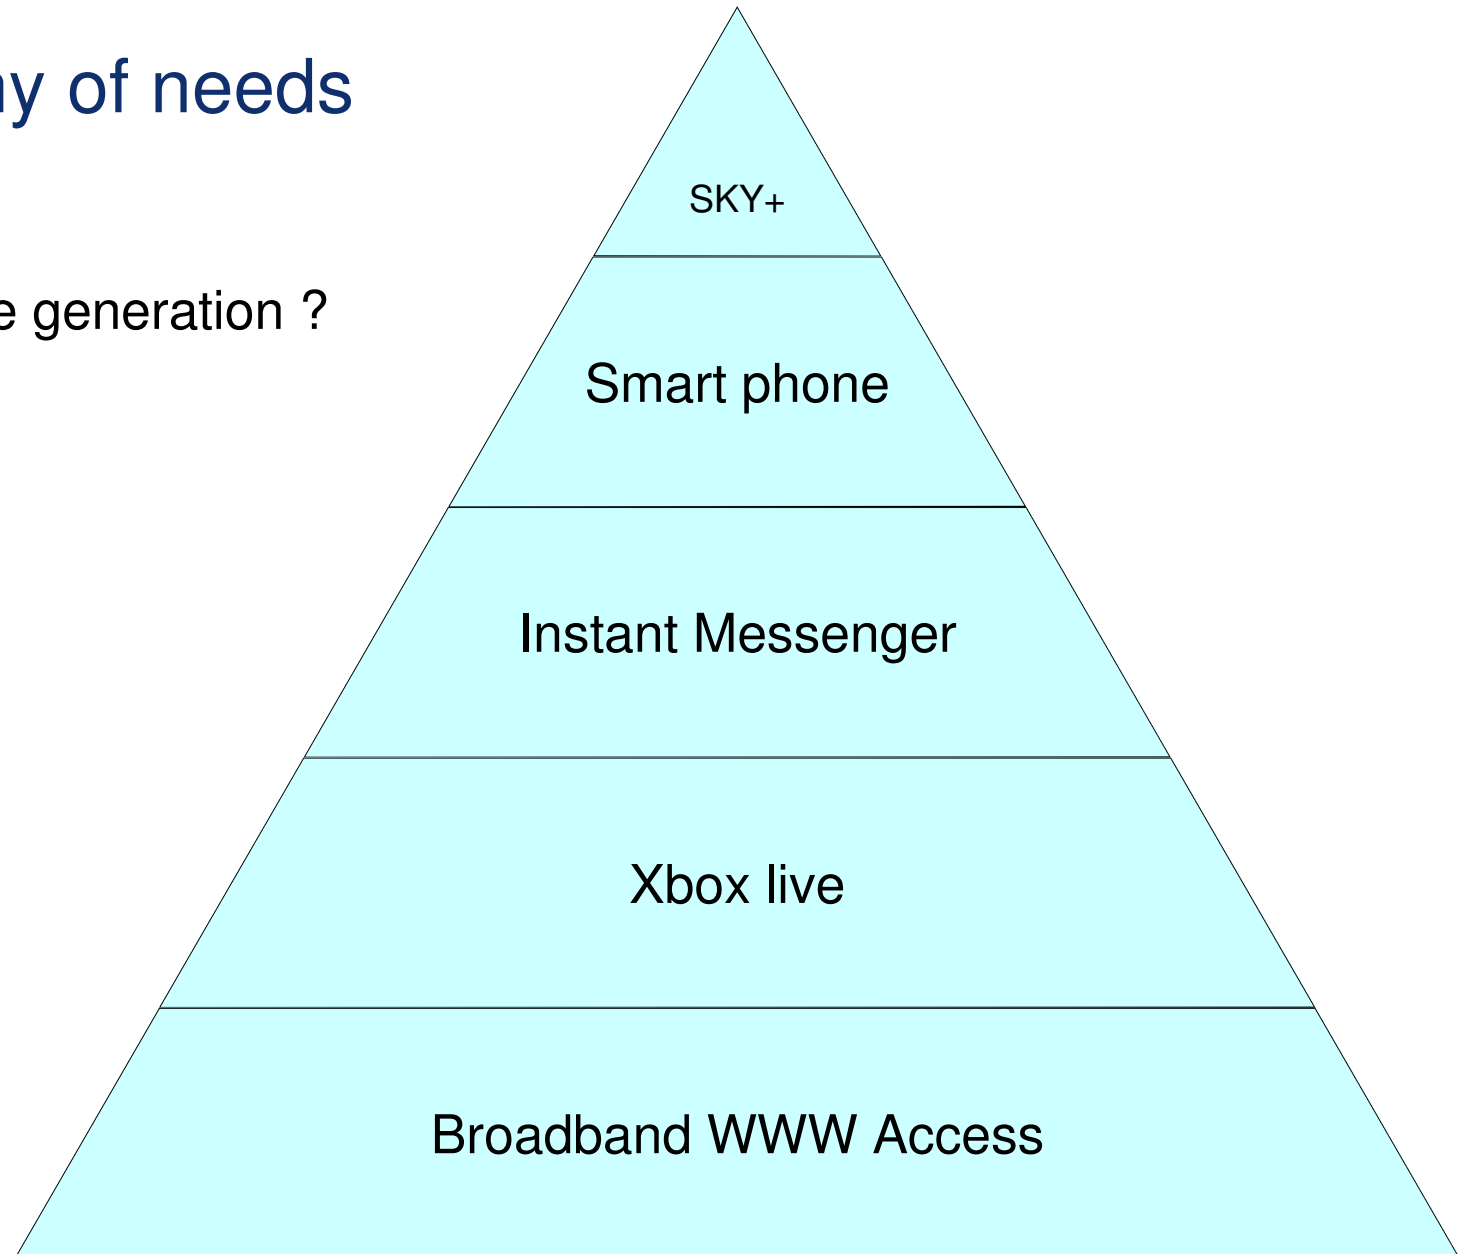 y of needs
SKY+
e generation ?
Smart phone
Instant Messenger
Xbox live
Broadband WWW Access